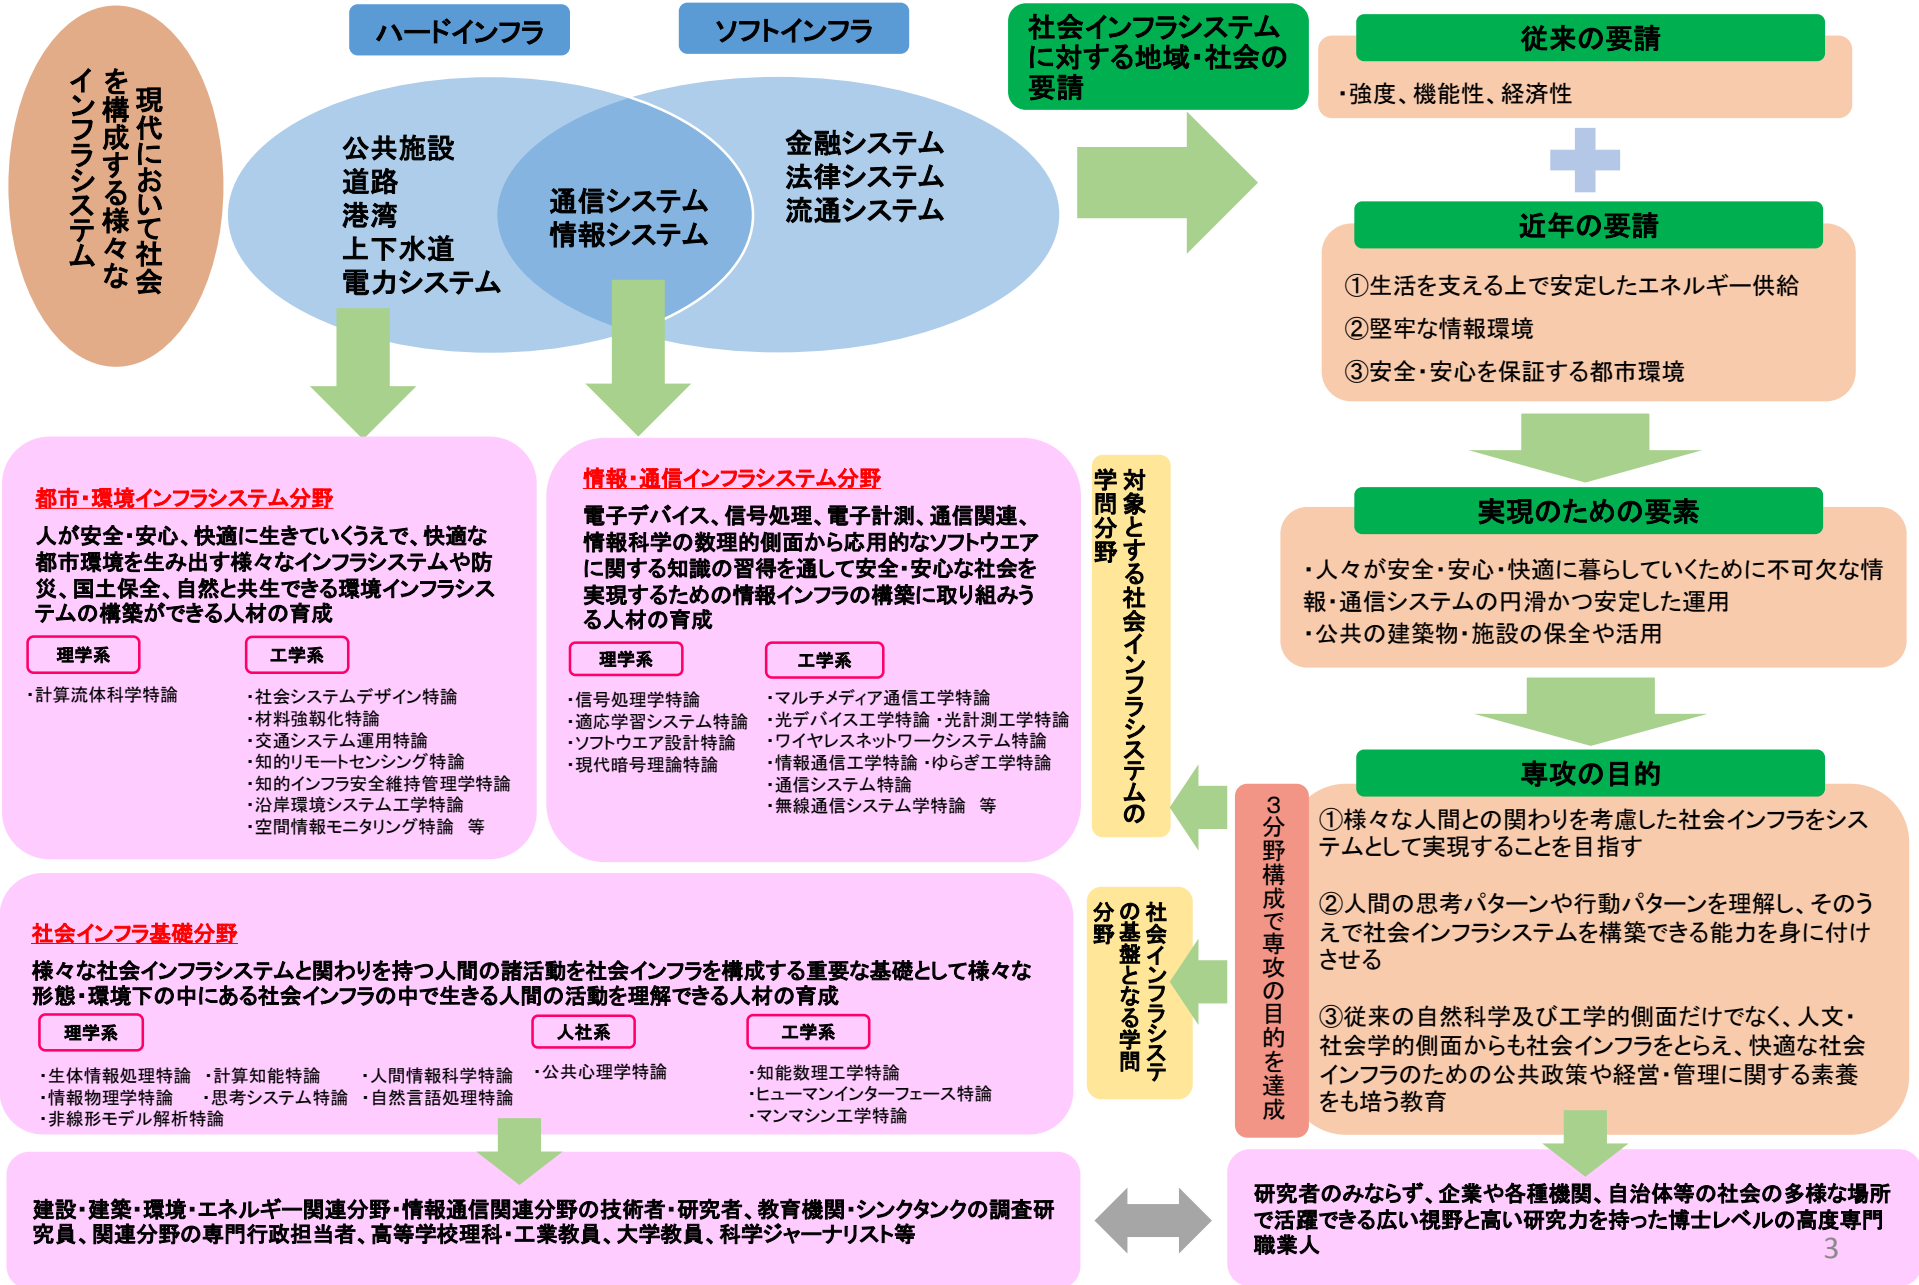 現代において社会
を構成する様々な
インフラシステム
ハードインフラ
ソフトインフラ
公共施設
道路
港湾
上下水道
電力システム
通信システム
情報システム
金融システム
法律システム
流通システム
社会インフラシステム
に対する地域・社会の
要請
従来の要請
・強度、機能性、経済性
近年の要請
①生活を支える上で安定したエネルギー供給
②堅牢な情報環境
③安全・安心を保証する都市環境
実現のための要素
・人々が安全・安心・快適に暮らしていくために不可欠な情
報・通信システムの円滑かつ安定した運用
・公共の建築物・施設の保全や活用
専攻の目的
①様々な人間との関わりを考慮した社会インフラをシス
テムとして実現することを目指す
②人間の思考パターンや行動パターンを理解し、そのう
えで社会インフラシステムを構築できる能力を身に付け
させる
③従来の自然科学及び工学的側面だけでなく、人文・
社会学的側面からも社会インフラをとらえ、快適な社会
インフラのための公共政策や経営・管理に関する素養
をも培う教育
3分野構成で専攻の目的を達成
対象とする社会インフラシステムの
学問分野
社会インフラシステ
の基盤となる学問
分野
都市・環境インフラシステム分野
人が安全・安心、快適に生きていくうえで、快適な
都市環境を生み出す様々なインフラシステムや防
災、国土保全、自然と共生できる環境インフラシス
テムの構築ができる人材の育成
理学系
・計算流体科学特論
工学系
・社会システムデザイン特論
・材料強靱化特論
・交通システム運用特論
・知的リモートセンシング特論
・知的インフラ安全維持管理学特論
・沿岸環境システム工学特論
・空間情報モニタリング特論 等
情報・通信インフラシステム分野
電子デバイス、信号処理、電子計測、通信関連、
情報科学の数理的側面から応用的なソフトウエア
に関する知識の習得を通して安全・安心な社会を
実現するための情報インフラの構築に取り組みう
る人材の育成
理学系
・信号処理学特論
・適応学習システム特論
・ソフトウエア設計特論
・現代暗号理論特論
工学系
・マルチメディア通信工学特論
・光デバイス工学特論 ・光計測工学特論
・ワイヤレスネットワークシステム特論
・情報通信工学特論 ・ゆらぎ工学特論
・通信システム特論
・無線通信システム学特論 等
社会インフラ基礎分野
様々な社会インフラシステムと関わりを持つ人間の諸活動を社会インフラを構成する重要な基礎として様々な
形態・環境下の中にある社会インフラの中で生きる人間の活動を理解できる人材の育成
理学系
・生体情報処理特論 ・計算知能特論 ・人間情報科学特論
・情報物理学特論 ・思考システム特論 ・自然言語処理特論
・非線形モデル解析特論
人社系
・公共心理学特論
工学系
・知能数理工学特論
・ヒューマンインターフェース特論
・マンマシン工学特論
建設・建築・環境・エネルギー関連分野・情報通信関連分野の技術者・研究者、教育機関・シンクタンクの調査研
究員、関連分野の専門行政担当者、高等学校理科・工業教員、大学教員、科学ジャーナリスト等
研究者のみならず、企業や各種機関、自治体等の社会の多様な場所
で活躍できる広い視野と高い研究力を持った博士レベルの高度専門
職業人
3